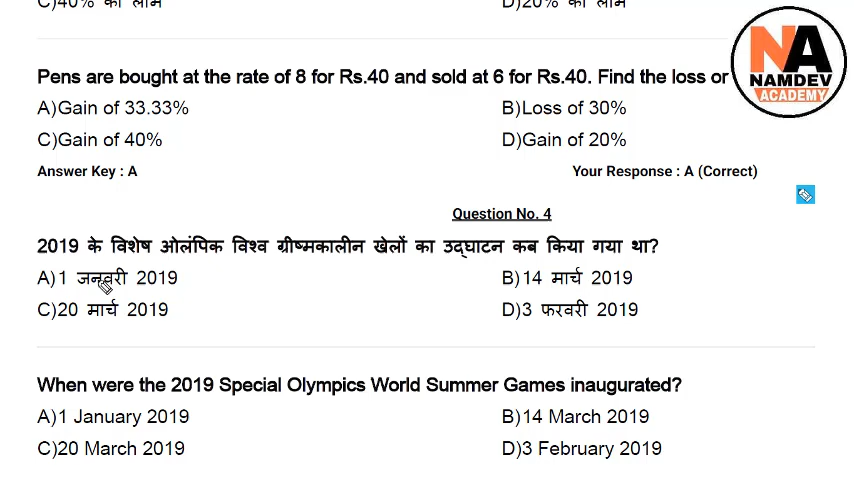 C)40% का लाभ D)20% का लाभ
NA
NAMDEV
ACADEMY
Pens are bought at the rate of 8 for Rs.40 and sold at 6 for Rs.40. Find the loss or
A)Gain of 33.33% B)Loss of 30%
C)Gain of 40% D)Gain of 20%
Answer Key : A Your Response : A (Correct)
Question No. 4
2019 के विशेष ओलंपिक विश्व ग्रीष्मकालीन खेलों का उद्घाटन कब किया गया था?
A)1 जनवरी 2019 B)14 मार्च 2019
C)20 मार्च 2019 D)3 फरवरी 2019
When were the 2019 Special Olympics World Summer Games inaugurated?
A)1 January 2019 B)14 March 2019
C)20 March 2019 D)3 February 2019